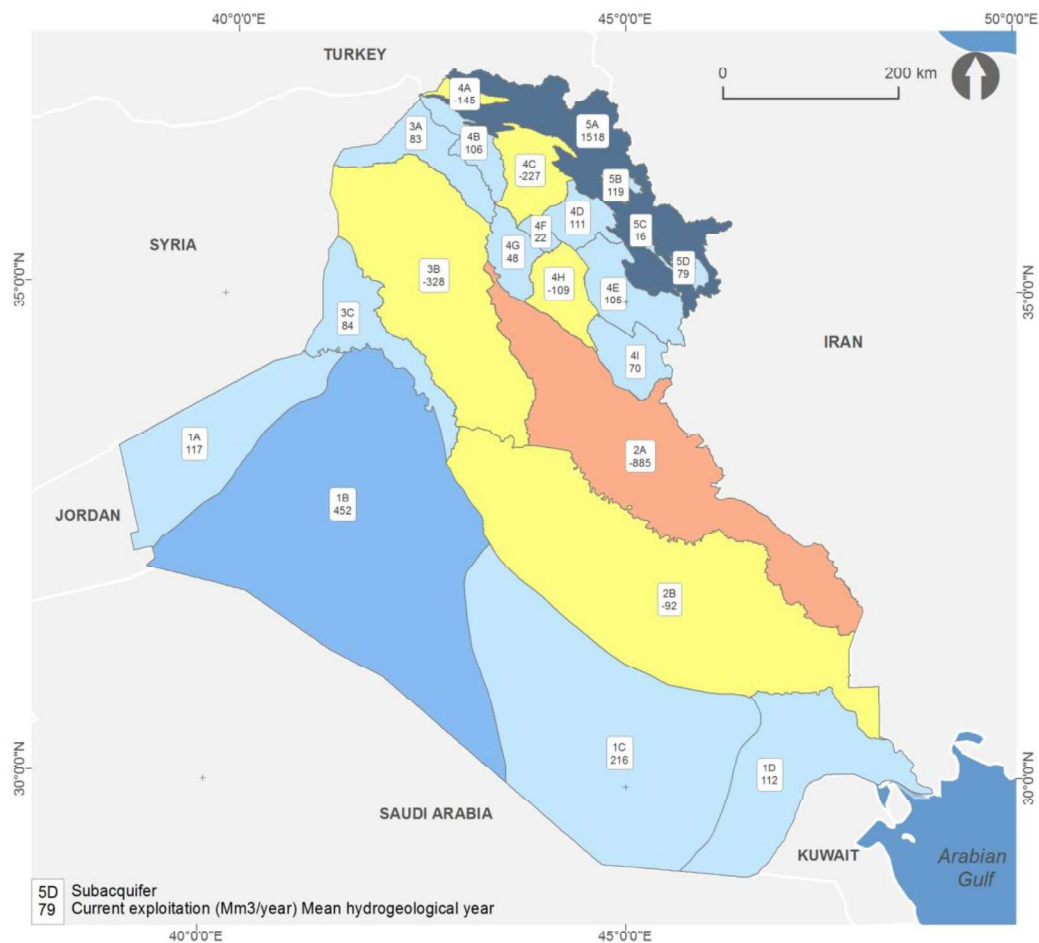 40°0'0"E
45°0'0"E
50°0'0"E
TURKEY
0
200 km
4A
-145
3A
83
4B
106
5A
1518
4C
-227
5B
119
4D
111
4F
22
5C
16
SYRIA
4G
48
5D
79
35°0'0"N
3B
-328
4H
-109
4E
105
35°0'0"N
3C
84
IRAN
4I
70
1A
117
2A
-885
1B
452
JORDAN
2B
-92
1C
216
1D
112
30°0'0"N
30°0'0"N
SAUDI ARABIA
KUWAIT
Arabian
Gulf
5D Subacquifer
79 Current exploitation (Mm3/year) Mean hydrogeological year
40°0'0"E
45°0'0"E